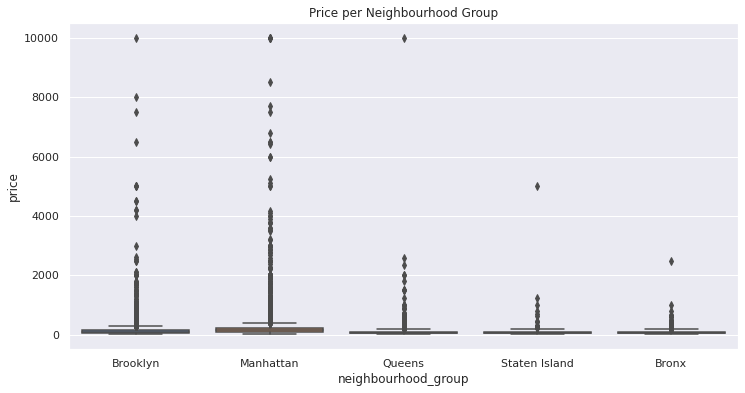 Price per Neighbourhood Group
price
10000
8000
6000
4000
2000
0
Brooklyn Manhattan Queens Staten Island Bronx
neighbourhood_group